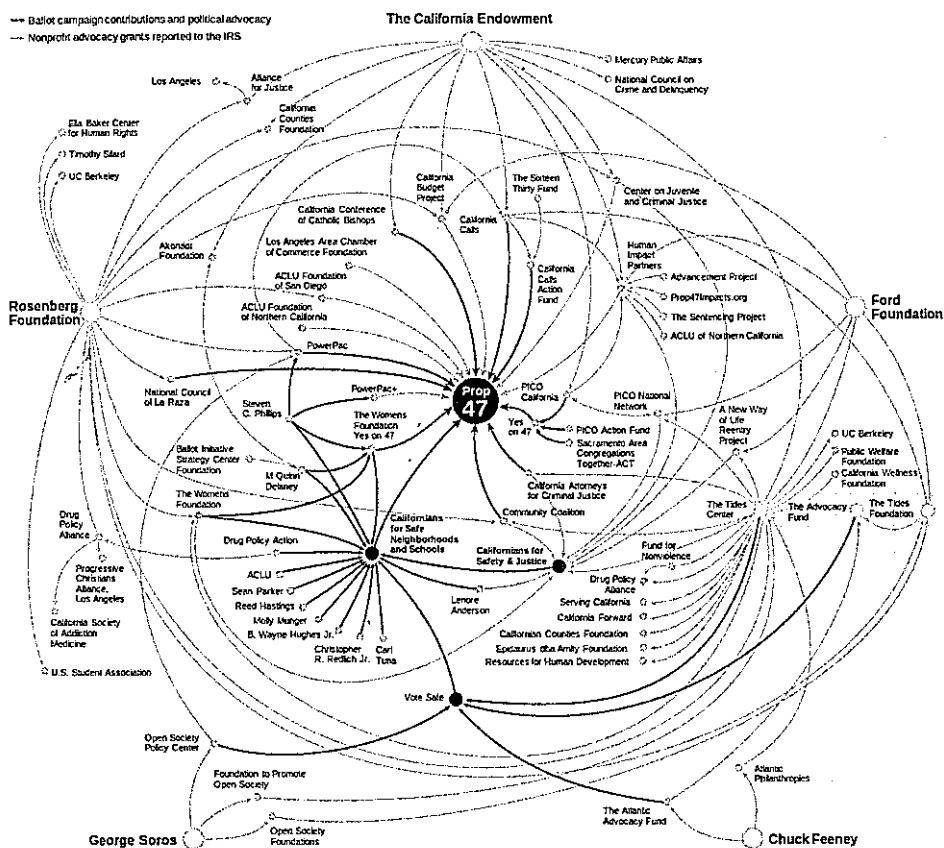 Ballot campaign contributions and political advocacy
Nonprofit advocacy grants reported to the IRS
The California Endowment
Mercury Public Affairs
National Council on
Crime and Delinquency
Los Angeles
Alliance
for Justice
California
Counties
Foundation
Ella Baker Center
for Human Rights
Timothy Silard
UC Berkeley
California
Budget
Project
The Sixteen
Thirty Fund
Center on Juvenile
and Criminal Justice
California Conference
of Catholic Bishops
California
Calls
Akonadi
Foundation
Los Angeles Area Chamber
of Commerce Foundation
Human
Impact
Partners
ACLU Foundation
of San Diego
California
Calls
Action
Fund
Advancement Project
Prop47Impacts.org
The Sentencing Project
ACLU of Northern California
Rosenberg
Foundation
Ford
Foundation
ACLU Foundation
of Northern California
PowerPac
National Council
of La Raza
Steven
C. Phillips
PowerPac+
Prop
47
PICO
California
PICO National
Network
The Womens
Foundation
Yes on 47
Yes
on 47
PICO Action Fund
Sacramento Area
Congregations
Together-ACT
A New Way
of Life
Reentry
Project
UC Berkeley
Public Welfare
Foundation
California Wellness
Foundation
Ballot Initiative
Strategy Center
Foundation
M Quinn
Delaney
California Attorneys
for Criminal Justice
The Womens
Foundation
The Tides
Center
The Advocacy
Fund
The Tides
Foundation
Drug
Policy
Alliance
Californians
for Safe
Neighborhoods
and Schools
Community Coalition
Drug Policy Action
Californians for
Safety & Justice
Fund for
Nonviolence
Progressive
Christians
Alliance,
Los Angeles
ACLU
Sean Parker
Reed Hastings
Molly Munger
B. Wayne Hughes Jr.
Christopher
R. Redlich Jr.
Cari
Tuna
Lenore
Anderson
Drug Policy
Alliance
Serving California
California Forward
Californian Counties Foundation
Epidaurus dba Amity Foundation
Resources for Human Development
California Society
of Addiction
Medicine
U.S. Student Association
Vote Safe
Open Society
Policy Center
Foundation to Promote
Open Society
Atlantic
Philanthropies
The Atlantic
Advocacy Fund
George Soros
Open Society
Foundations
Chuck Feeney